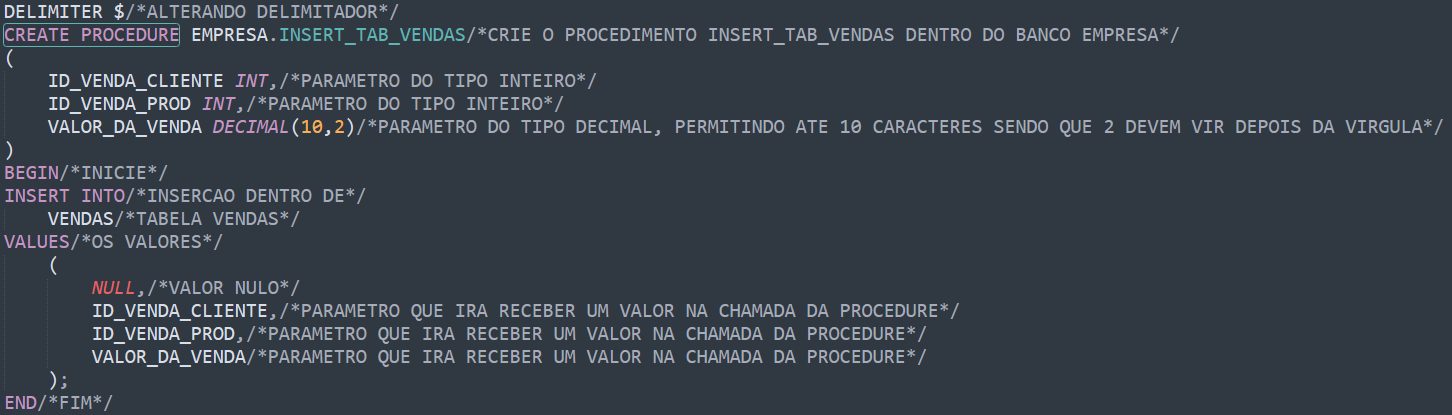 DELIMITER $/*ALTERANDO DELIMITADOR*/
CREATE PROCEDURE EMPRESA.INSERT_TAB_VENDAS/*CRIE O PROCEDIMENTO INSERT_TAB_VENDAS DENTRO DO BANCO EMPRESA*/
(
    ID_VENDA_CLIENTE INT,/*PARAMETRO DO TIPO INTEIRO*/
    ID_VENDA_PROD INT,/*PARAMETRO DO TIPO INTEIRO*/
    VALOR_DA_VENDA DECIMAL(10,2)/*PARAMETRO DO TIPO DECIMAL, PERMITINDO ATE 10 CARACTERES SENDO QUE 2 DEVEM VIR DEPOIS DA VIRGULA*/
)
BEGIN/*INICIE*/
INSERT INTO/*INSERCAO DENTRO DE*/
    VENDAS/*TABELA VENDAS*/
VALUES/*OS VALORES*/
    (
        NULL,/*VALOR NULO*/
        ID_VENDA_CLIENTE,/*PARAMETRO QUE IRA RECEBER UM VALOR NA CHAMADA DA PROCEDURE*/
        ID_VENDA_PROD,/*PARAMETRO QUE IRA RECEBER UM VALOR NA CHAMADA DA PROCEDURE*/
        VALOR_DA_VENDA/*PARAMETRO QUE IRA RECEBER UM VALOR NA CHAMADA DA PROCEDURE*/
    );
END/*FIM*/